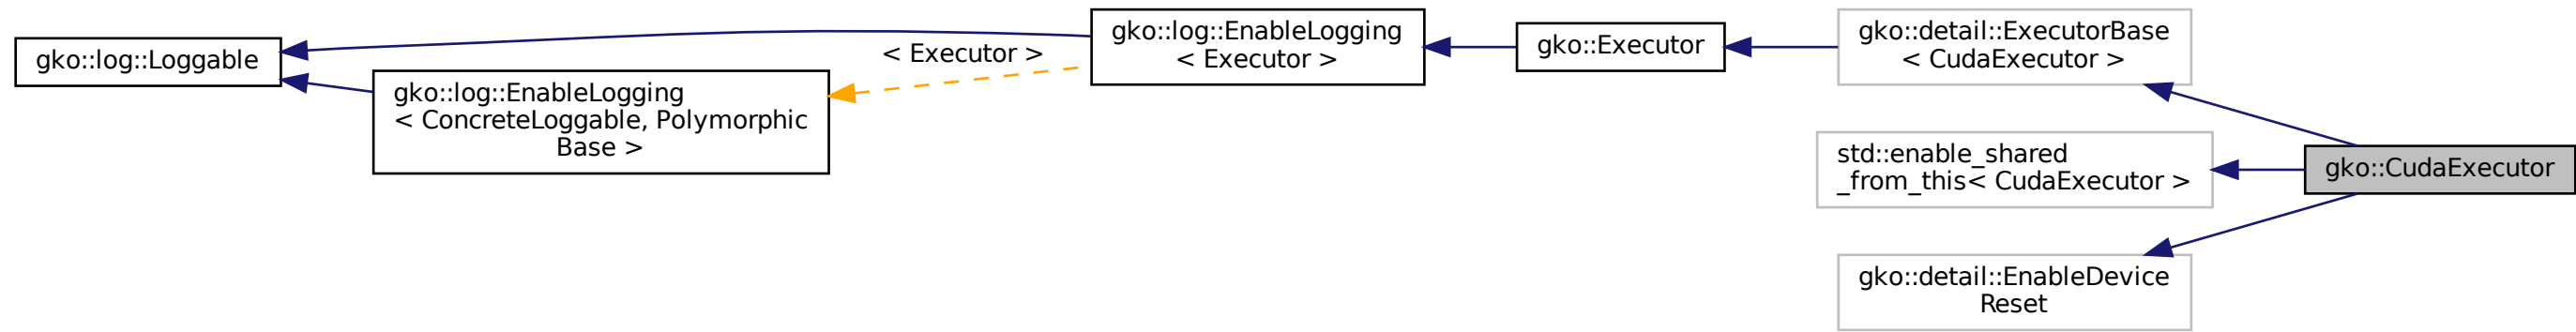 gko::log::Loggable
gko::log::EnableLogging
< ConcreteLoggable, Polymorphic
Base >
< Executor >
gko::log::EnableLogging
< Executor >
gko::Executor
gko::detail::ExecutorBase
< CudaExecutor >
std::enable_shared
_from_this< CudaExecutor >
gko::detail::EnableDevice
Reset
gko::CudaExecutor